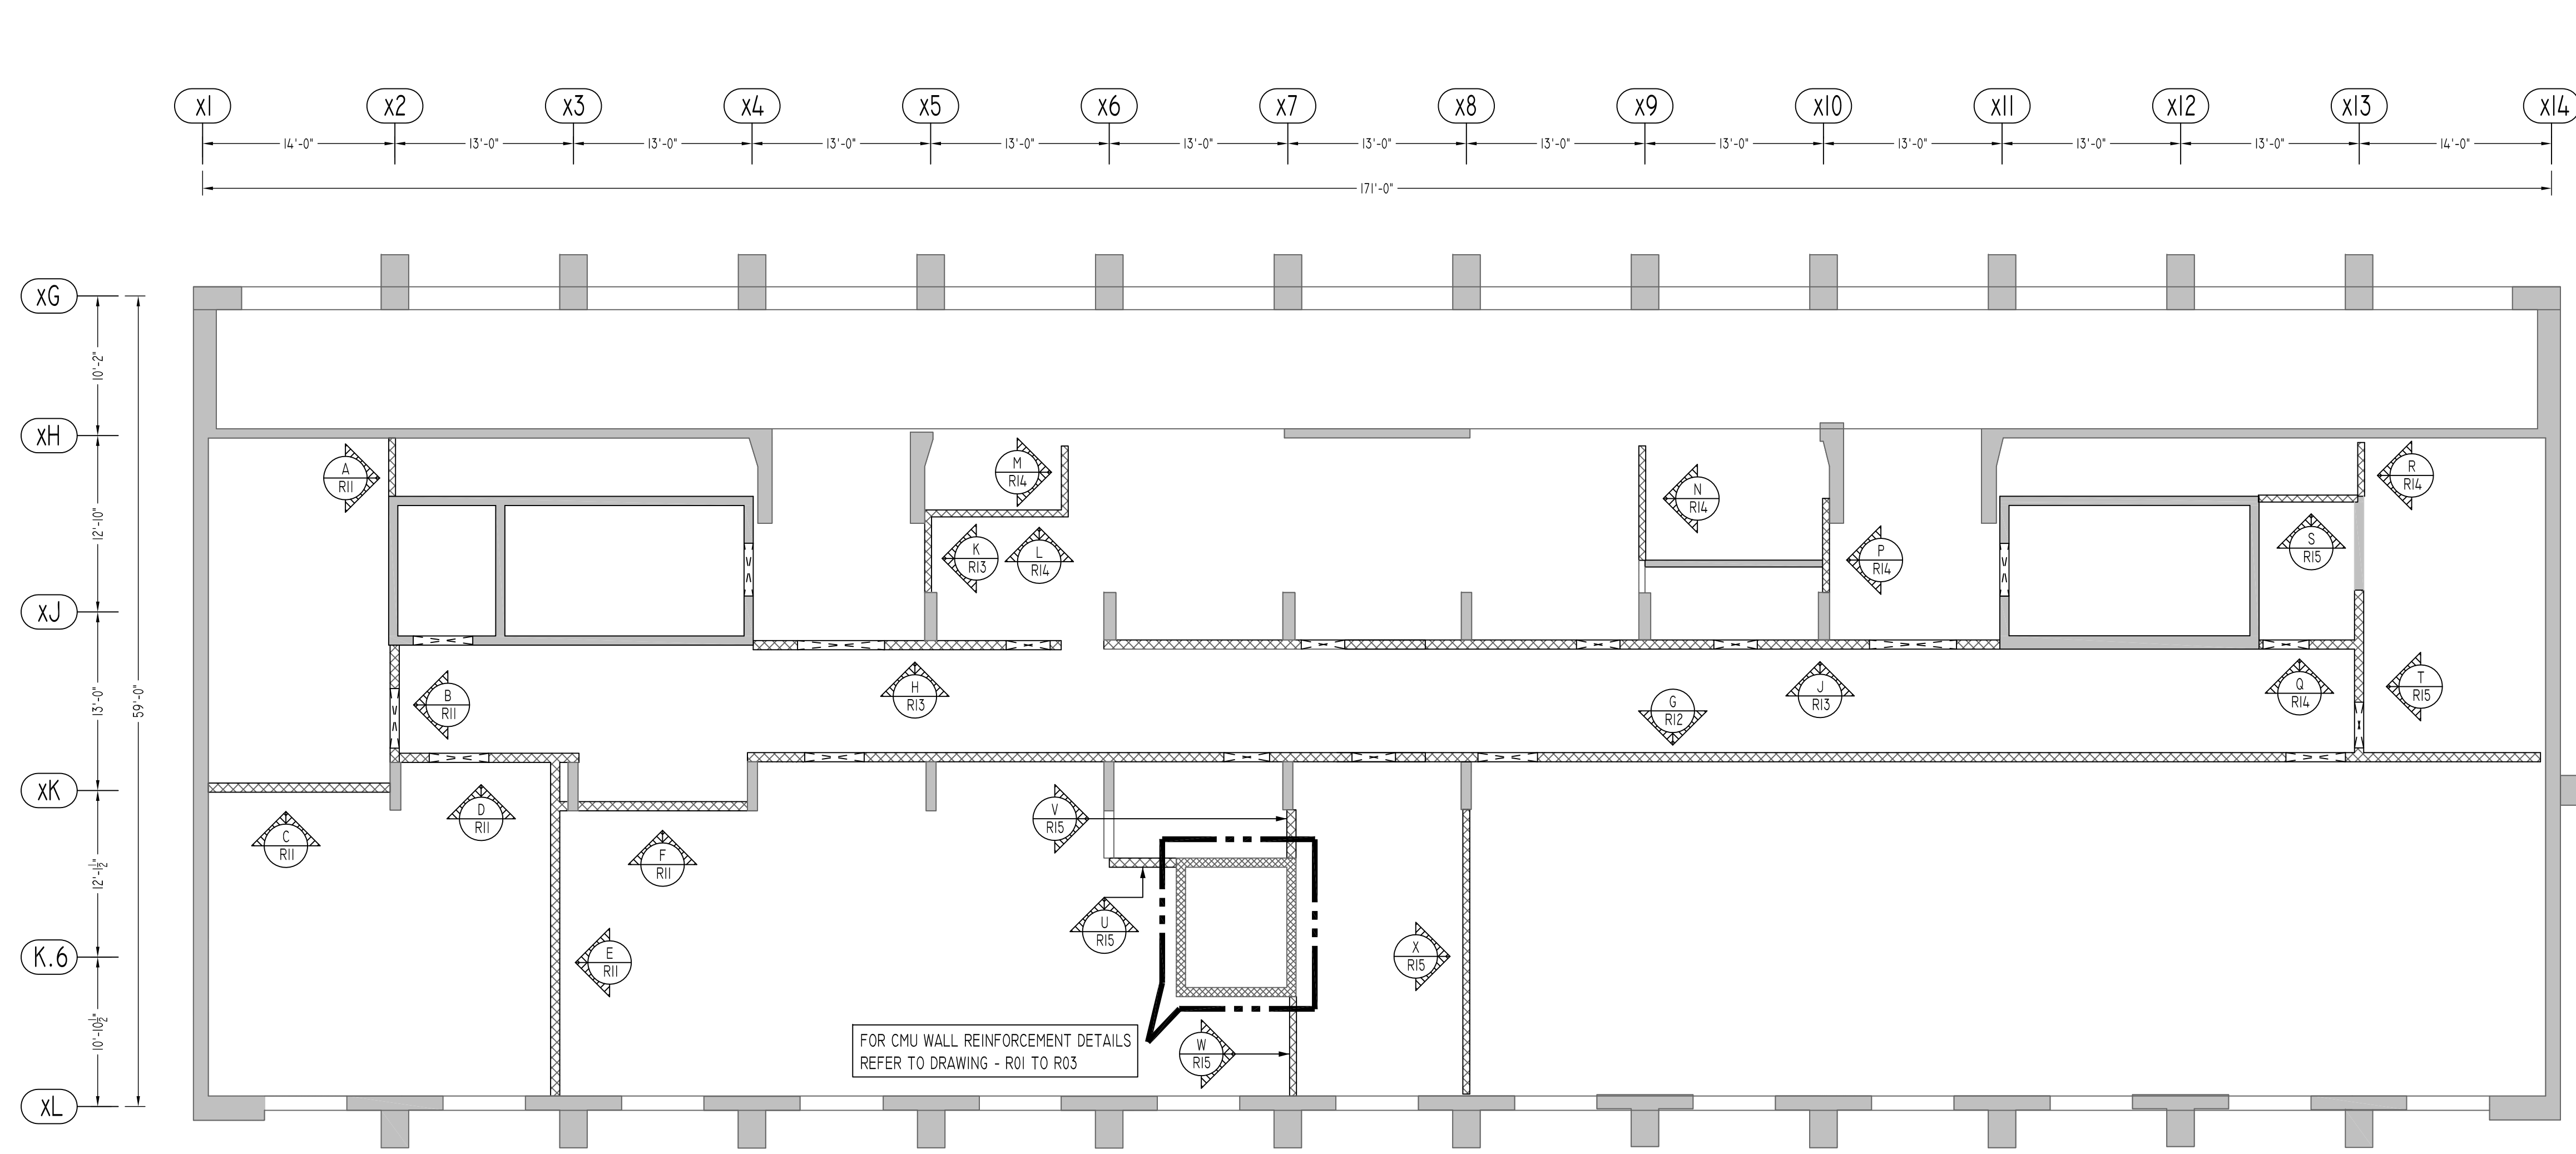 x1 x2 x3 x4 x5 x6 x7 x8 x9 x10 x11 x12 x13 x14
14'-0" 13'-0" 13'-0" 13'-0" 13'-0" 13'-0" 13'-0" 13'-0" 13'-0" 13'-0" 13'-0" 13'-0" 14'-0"
171'-0"
xG
10'-2"
xH
12'-10"
xJ
13'-0"
59'-0"
xK
12'-1½"
K.6
10'-10½"
xL
A
R11
M
R14
N
R14
R
R14
K
R13
L
R14
P
R14
S
R15
B
R11
H
R13
G
R12
J
R13
Q
R14
T
R15
C
R11
D
R11
F
R11
V
R15
U
R15
E
R11
X
R15
W
R15
FOR CMU WALL REINFORCEMENT DETAILS
REFER TO DRAWING - R01 TO R03